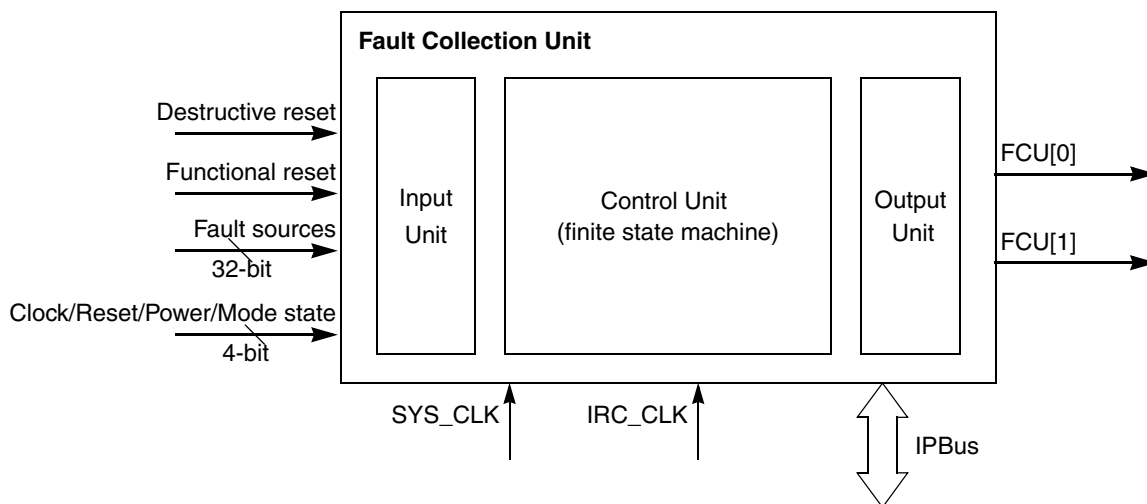 Fault Collection Unit
Destructive reset
Functional reset
Fault sources
32-bit
Clock/Reset/Power/Mode state
4-bit
Input
Unit
Control Unit
(finite state machine)
Output
Unit
FCU[0]
FCU[1]
SYS_CLK
IRC_CLK
IPBus